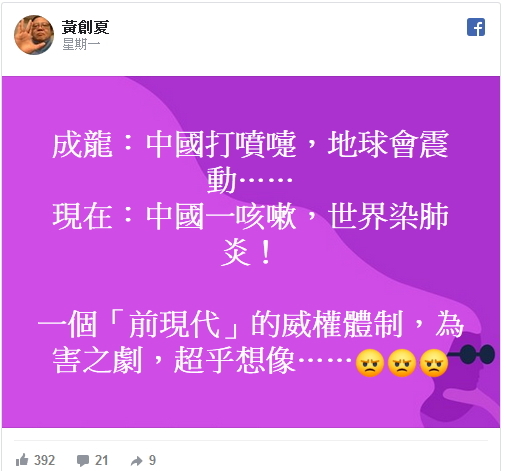 黃創夏
星期一
成龍：中國打噴嚏，地球會震
動……
現在：中國一咳嗽，世界染肺
炎！
一個「前現代」的威權體制，為
害之劇，超乎想像……😠😠😠
392 21 9